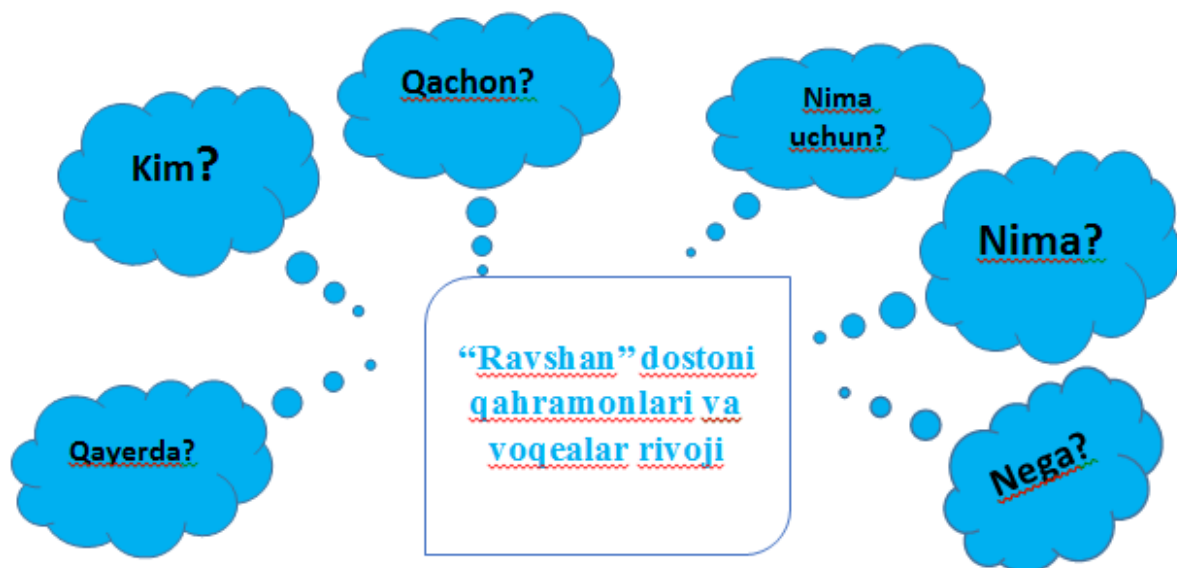 Qachon?
Nima
uchun?
Kim?
Nima?
“Ravshan” dostoni
qahramonlari va
voqealar rivoji
Qayerda?
Nega?